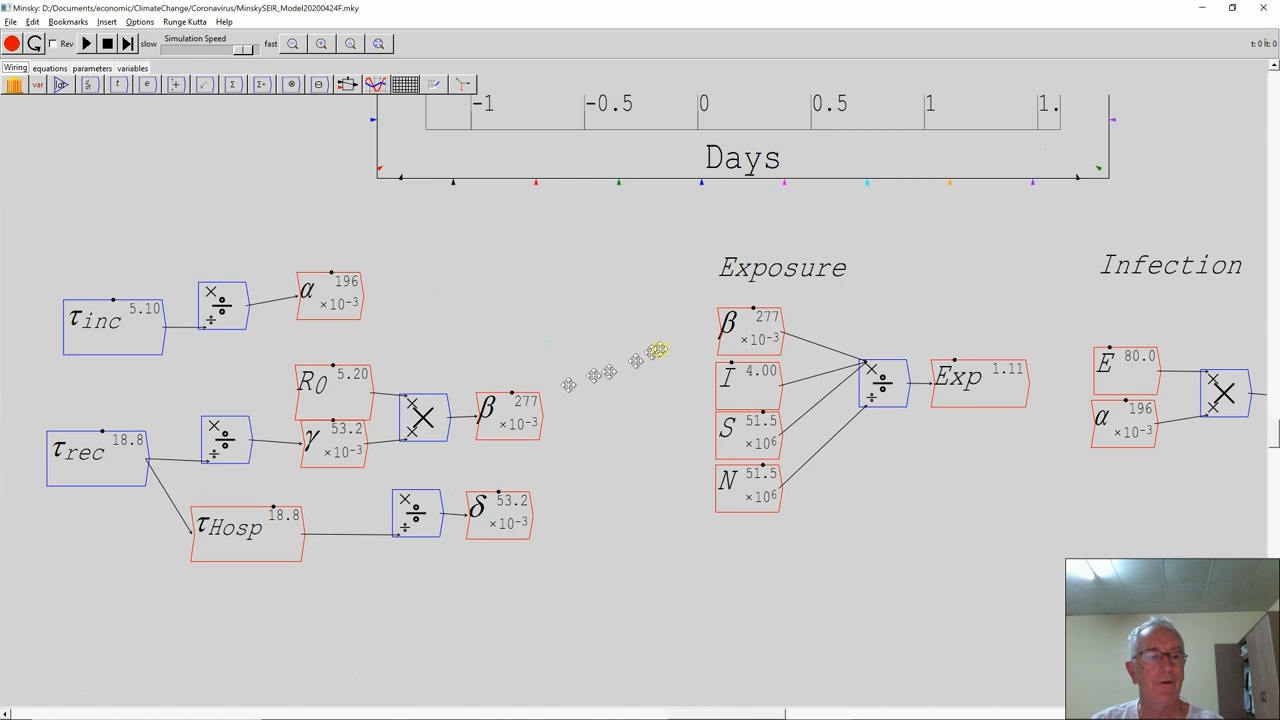 Minsky: D:/Documents/economic/ClimateChange/Coronavirus/MinskySEIR_Model20200424F.mky
File Edit Bookmarks Insert Options Runge Kutta Help
Rev slow Simulation Speed fast t: 0 Δt: 0
Wiring equations parameters variables
-1 -0.5 0 0.5 1 1.
Days
Exposure
Infection
τinc 5.10
× ÷
α 196 ×10-3
R0 5.20
τrec 18.8
× ÷
γ 53.2 ×10-3
×
β 277 ×10-3
τHosp 18.8
× ÷
δ 53.2 ×10-3
β 277 ×10-3
I 4.00
S 51.5 ×106
N 51.5 ×106
× ÷
Exp 1.11
E 80.0
α 196 ×10-3
×